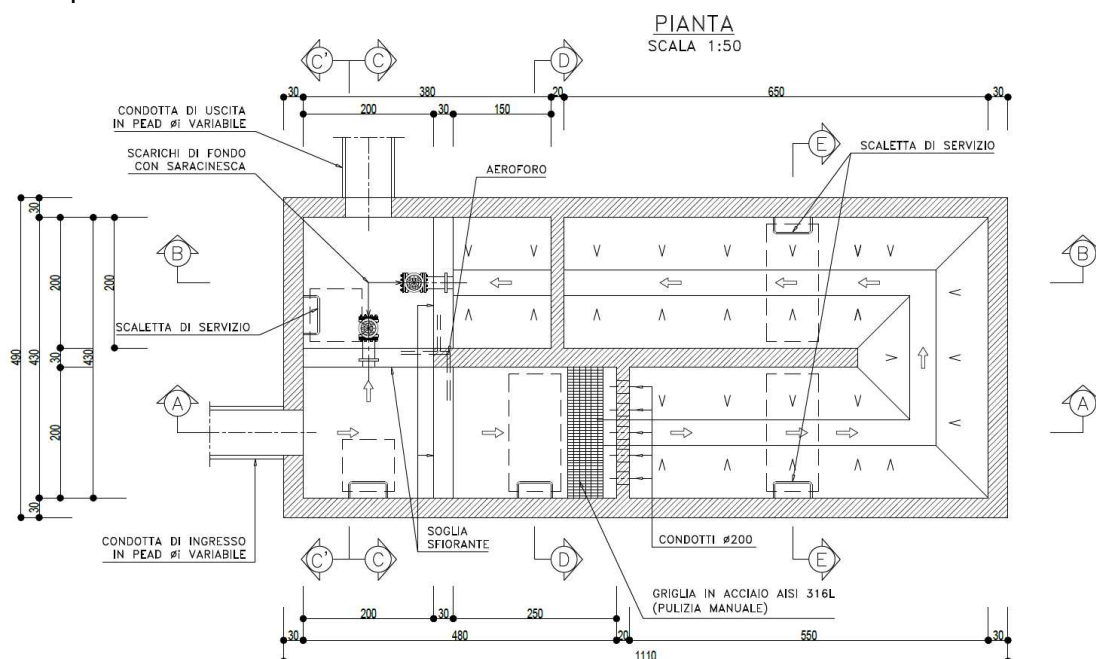 PIANTA
SCALA 1:50
C'
C
D
30
380
20
650
30
200
30
150
CONDOTTA DI USCITA
IN PEAD Øi VARIABILE
SCARICHI DI FONDO
CON SARACINESCA
AEROFORO
E
SCALETTA DI SERVIZIO
30
B
B
200
200
SCALETTA DI SERVIZIO
490
430
30
430
A
A
200
30
CONDOTTA DI INGRESSO
IN PEAD Øi VARIABILE
SOGLIA
SFIORANTE
CONDOTTI Ø200
C'
C
D
E
GRIGLIA IN ACCIAIO AISI 316L
(PULIZIA MANUALE)
200
30
250
30
480
20
550
30
1110